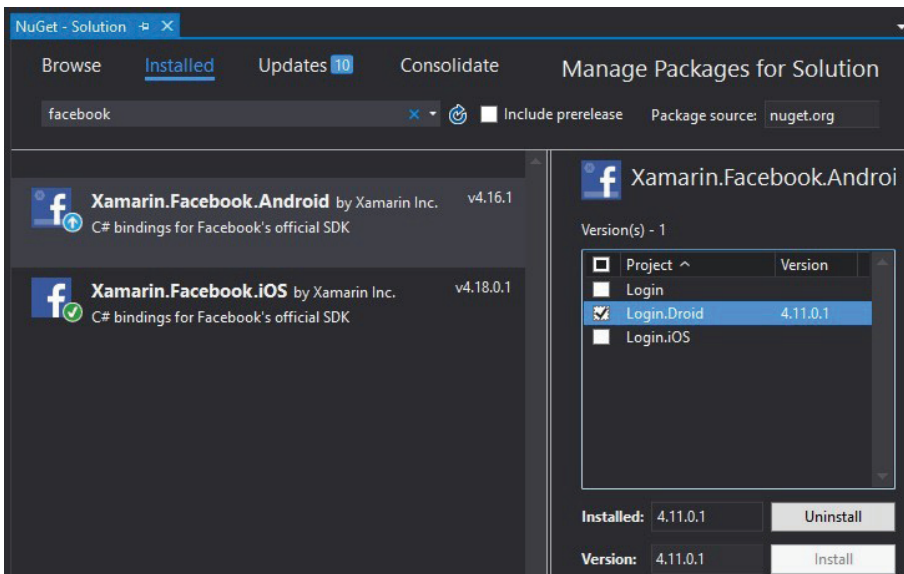 NuGet - Solution
Browse Installed Updates 10 Consolidate Manage Packages for Solution
facebook Include prerelease Package source: nuget.org
Xamarin.Facebook.Android by Xamarin Inc. v4.16.1
C# bindings for Facebook's official SDK
Xamarin.Facebook.iOS by Xamarin Inc. v4.18.0.1
C# bindings for Facebook's official SDK
Xamarin.Facebook.Androi
Version(s) - 1
Project Version
Login
Login.Droid 4.11.0.1
Login.iOS
Installed: 4.11.0.1 Uninstall
Version: 4.11.0.1 Install